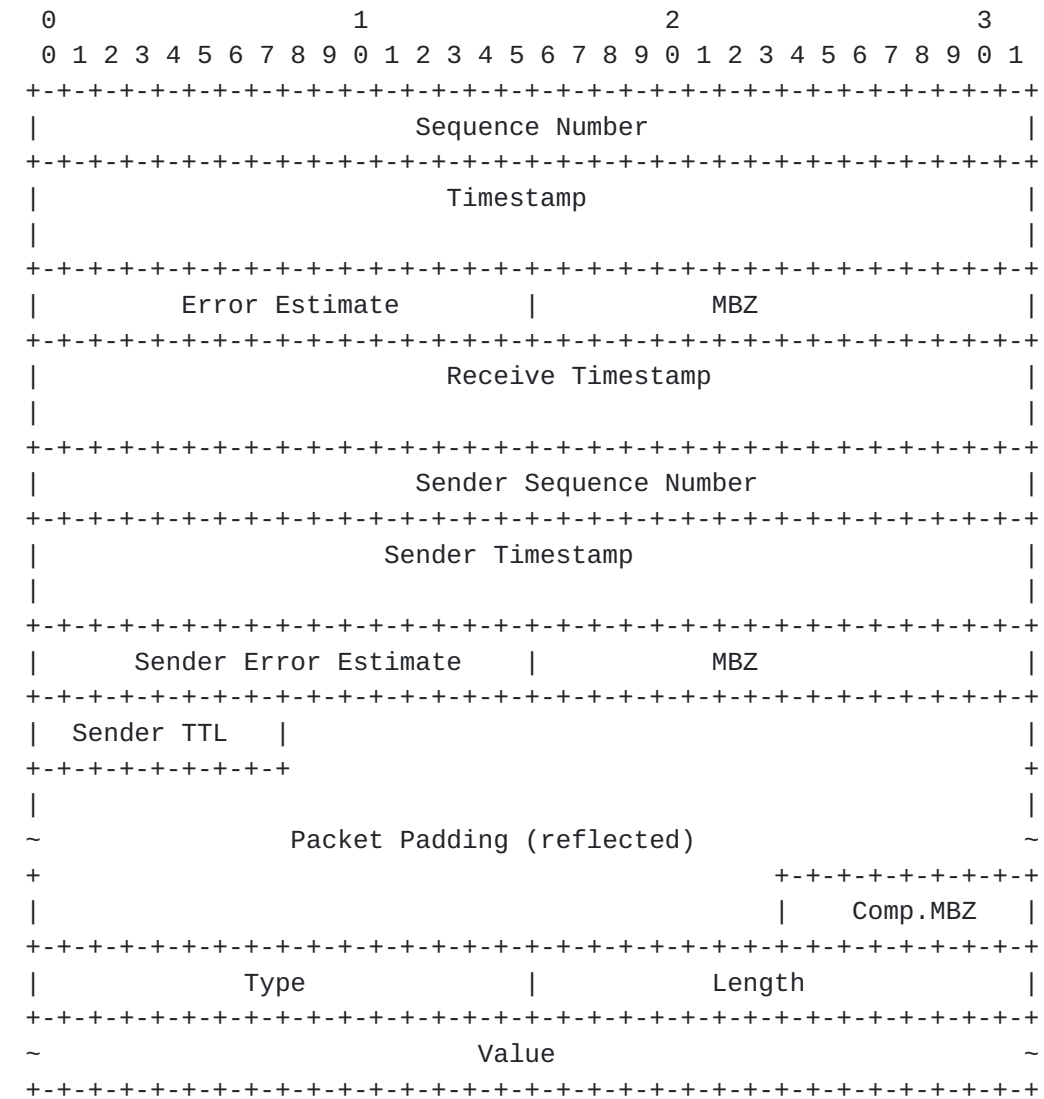 0                   1                   2                   3
 0 1 2 3 4 5 6 7 8 9 0 1 2 3 4 5 6 7 8 9 0 1 2 3 4 5 6 7 8 9 0 1
+-+-+-+-+-+-+-+-+-+-+-+-+-+-+-+-+-+-+-+-+-+-+-+-+-+-+-+-+-+-+-+-+
|                        Sequence Number                        |
+-+-+-+-+-+-+-+-+-+-+-+-+-+-+-+-+-+-+-+-+-+-+-+-+-+-+-+-+-+-+-+-+
|                          Timestamp                            |
|                                                               |
+-+-+-+-+-+-+-+-+-+-+-+-+-+-+-+-+-+-+-+-+-+-+-+-+-+-+-+-+-+-+-+-+
|         Error Estimate        |           MBZ                 |
+-+-+-+-+-+-+-+-+-+-+-+-+-+-+-+-+-+-+-+-+-+-+-+-+-+-+-+-+-+-+-+-+
|                          Receive Timestamp                    |
|                                                               |
+-+-+-+-+-+-+-+-+-+-+-+-+-+-+-+-+-+-+-+-+-+-+-+-+-+-+-+-+-+-+-+-+
|                        Sender Sequence Number                 |
+-+-+-+-+-+-+-+-+-+-+-+-+-+-+-+-+-+-+-+-+-+-+-+-+-+-+-+-+-+-+-+-+
|                      Sender Timestamp                         |
|                                                               |
+-+-+-+-+-+-+-+-+-+-+-+-+-+-+-+-+-+-+-+-+-+-+-+-+-+-+-+-+-+-+-+-+
|      Sender Error Estimate    |           MBZ                 |
+-+-+-+-+-+-+-+-+-+-+-+-+-+-+-+-+-+-+-+-+-+-+-+-+-+-+-+-+-+-+-+-+
|  Sender TTL   |                                               |
+-+-+-+-+-+-+-+-+                                               +
|                                                               |
~                Packet Padding (reflected)                     ~
+                                               +-+-+-+-+-+-+-+-+
|                                               |    Comp.MBZ   |
+-+-+-+-+-+-+-+-+-+-+-+-+-+-+-+-+-+-+-+-+-+-+-+-+-+-+-+-+-+-+-+-+
|             Type              |           Length              |
+-+-+-+-+-+-+-+-+-+-+-+-+-+-+-+-+-+-+-+-+-+-+-+-+-+-+-+-+-+-+-+-+
~                            Value                              ~
+-+-+-+-+-+-+-+-+-+-+-+-+-+-+-+-+-+-+-+-+-+-+-+-+-+-+-+-+-+-+-+-+